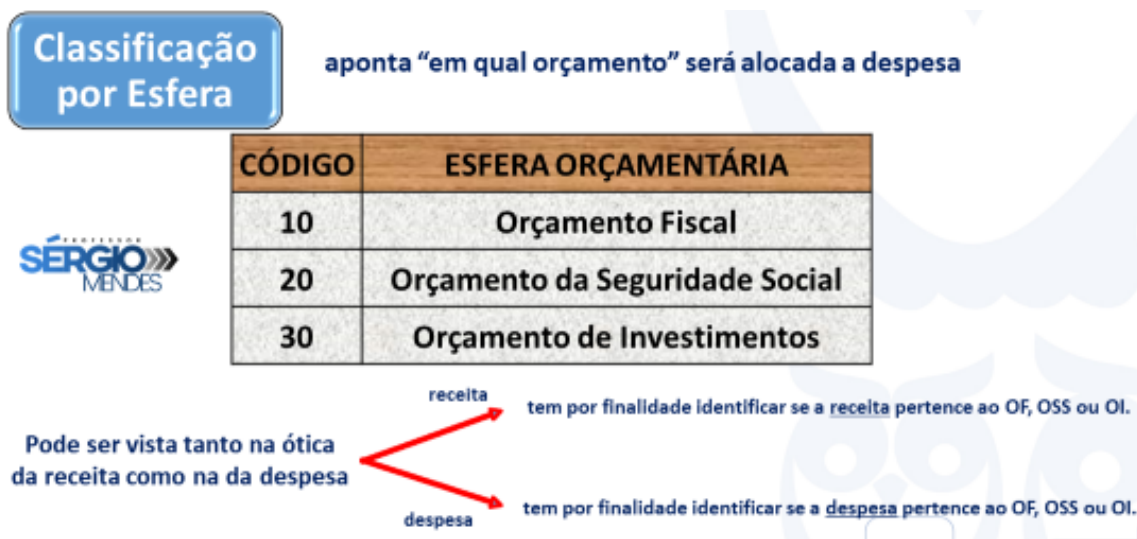 Classificação
por Esfera
aponta “em qual orçamento” será alocada a despesa
CÓDIGO ESFERA ORÇAMENTÁRIA
10 Orçamento Fiscal
20 Orçamento da Seguridade Social
30 Orçamento de Investimentos
PROFESSOR
SÉRGIO
MENDES
receita
tem por finalidade identificar se a receita pertence ao OF, OSS ou OI.
Pode ser vista tanto na ótica
da receita como na da despesa
despesa
tem por finalidade identificar se a despesa pertence ao OF, OSS ou OI.